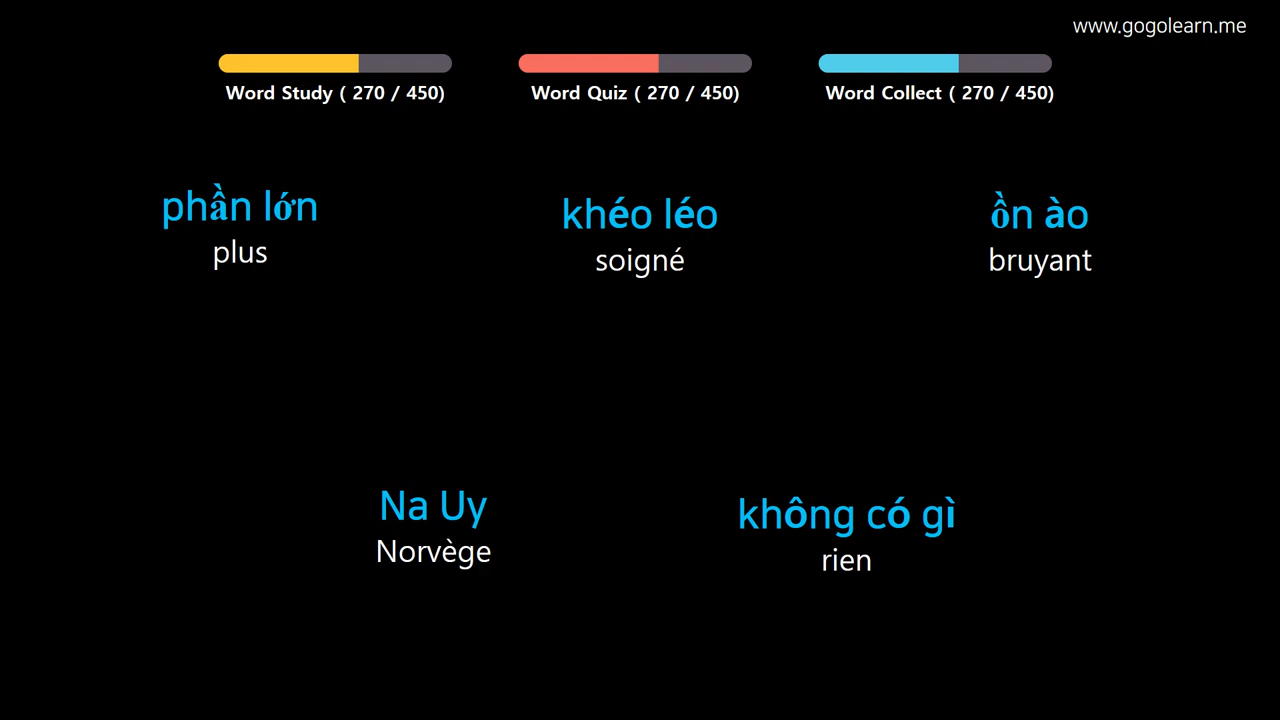 www.gogolearn.me
Word Study ( 270 / 450)
Word Quiz ( 270 / 450)
Word Collect ( 270 / 450)
phần lớn
plus
khéo léo
soigné
ồn ào
bruyant
Na Uy
Norvège
không có gì
rien